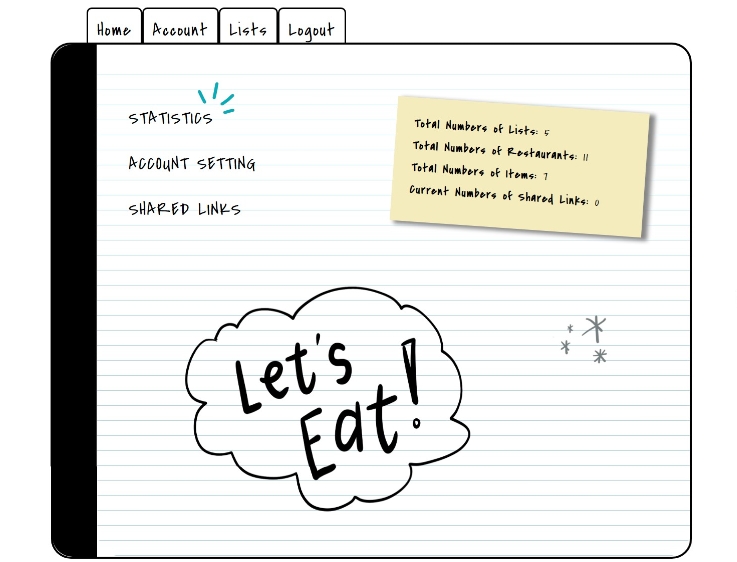 Home Account Lists Logout
STATISTICS
ACCOUNT SETTING
SHARED LINKS
Total Numbers of Lists: 5
Total Numbers of Restaurants: 11
Total Numbers of Items: 7
Current Numbers of Shared Links: 0
Let's
Eat!